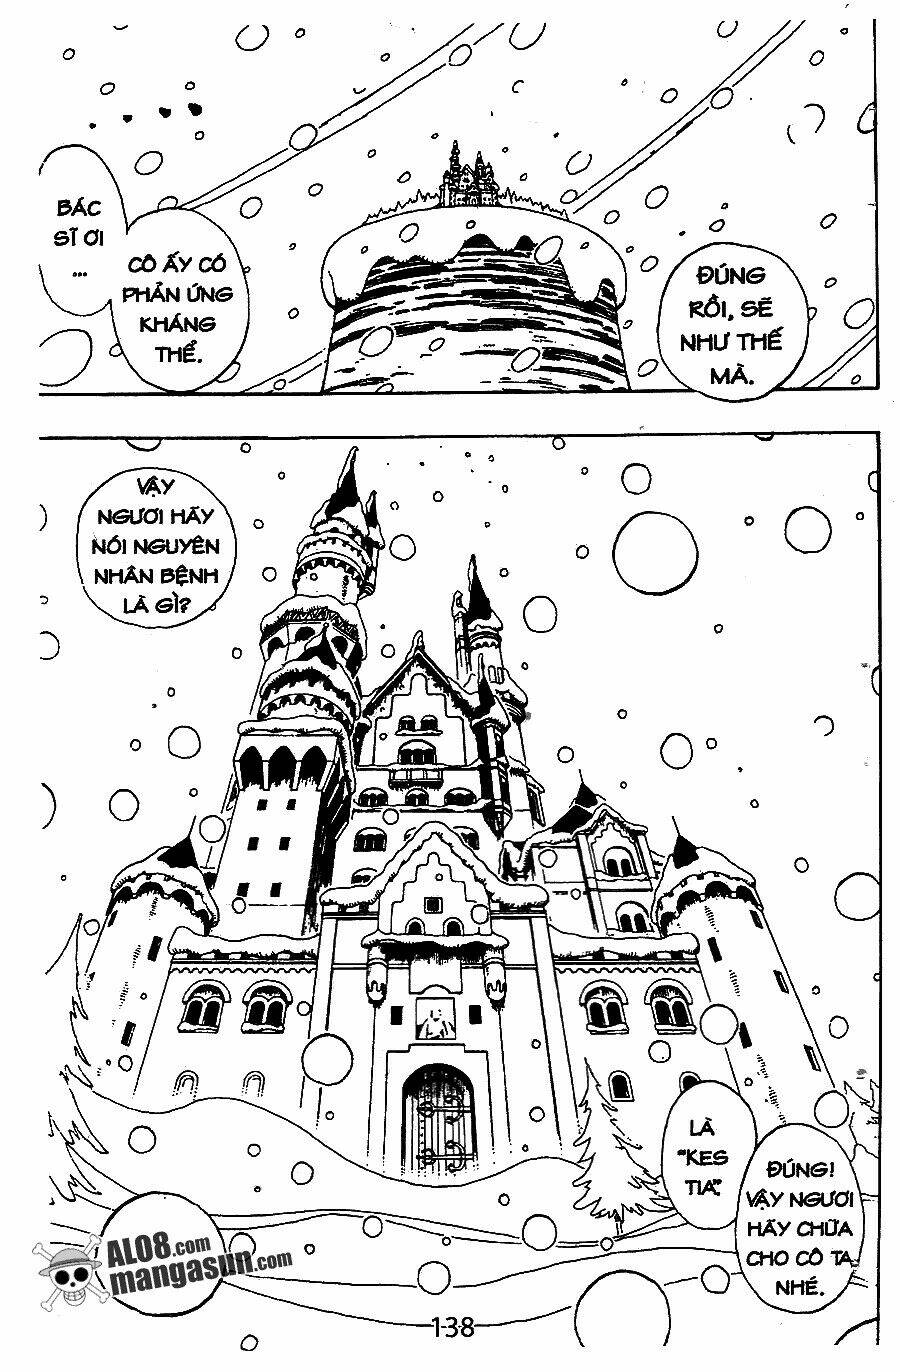 BÁC
SĨ ƠI
...
CÔ ẤY CÓ
PHẢN ỨNG
KHÁNG
THỂ.
ĐÚNG
RỒI, SẼ
NHƯ THẾ
MÀ.
VẬY
NGƯƠI HÃY
NÓI NGUYÊN
NHÂN BỆNH
LÀ GÌ?
LÀ
"KES
TIA".
ĐÚNG!
VẬY NGƯƠI
HÃY CHỮA
CHO CÔ TA
NHÉ.
AL08.com
mangasun.com
138